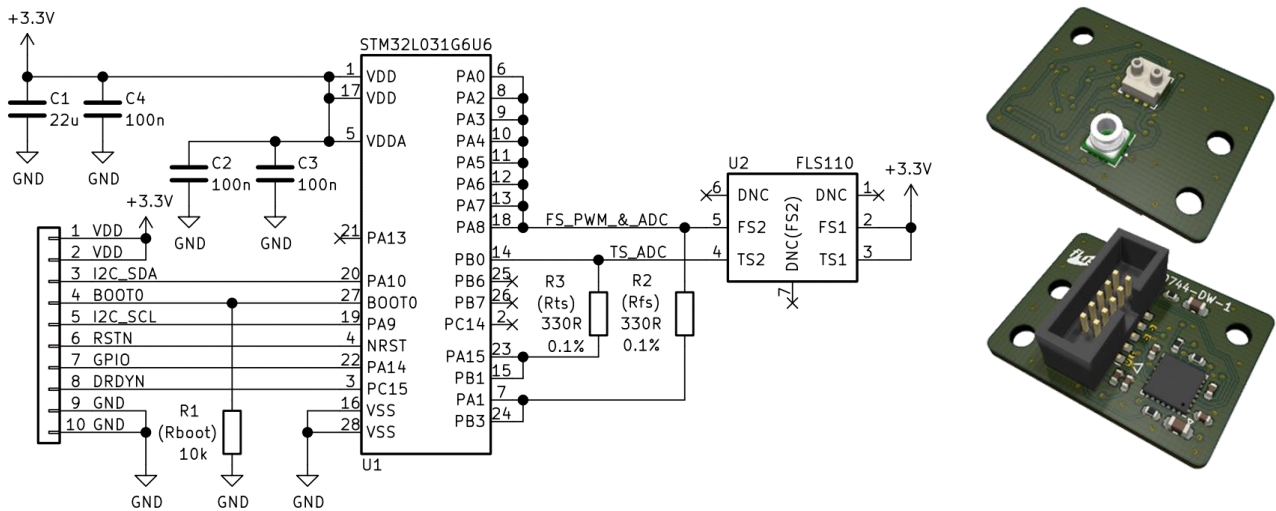 +3.3V
C1
22u
C4
100n
GND
GND
C2
100n
C3
100n
GND
GND
+3.3V
1 VDD
2 VDD
3 I2C_SDA
4 BOOT0
5 I2C_SCL
6 RSTN
7 GPIO
8 DRDYN
9 GND
10 GND
GND
R1
(Rboot)
10k
GND
GND
STM32L031G6U6
1 VDD
17 VDD
5 VDDA
21 PA13
20 PA10
27 BOOT0
19 PA9
4 NRST
22 PA14
3 PC15
16 VSS
28 VSS
U1
PA0 6
PA2 8
PA3 9
PA4 10
PA5 11
PA6 12
PA7 13
PA8 18
PB0 14
PB6 25
PB7 26
PC14 2
PA15 23
PB1 15
PA1 7
PB3 24
FS_PWM_&_ADC
TS_ADC
R3
(Rts)
330R
0.1%
R2
(Rfs)
330R
0.1%
U2 FLS110
6 DNC
5 FS2
4 TS2
DNC(FS2)
7
DNC 1
FS1 2
TS1 3
+3.3V
0744-DW-1